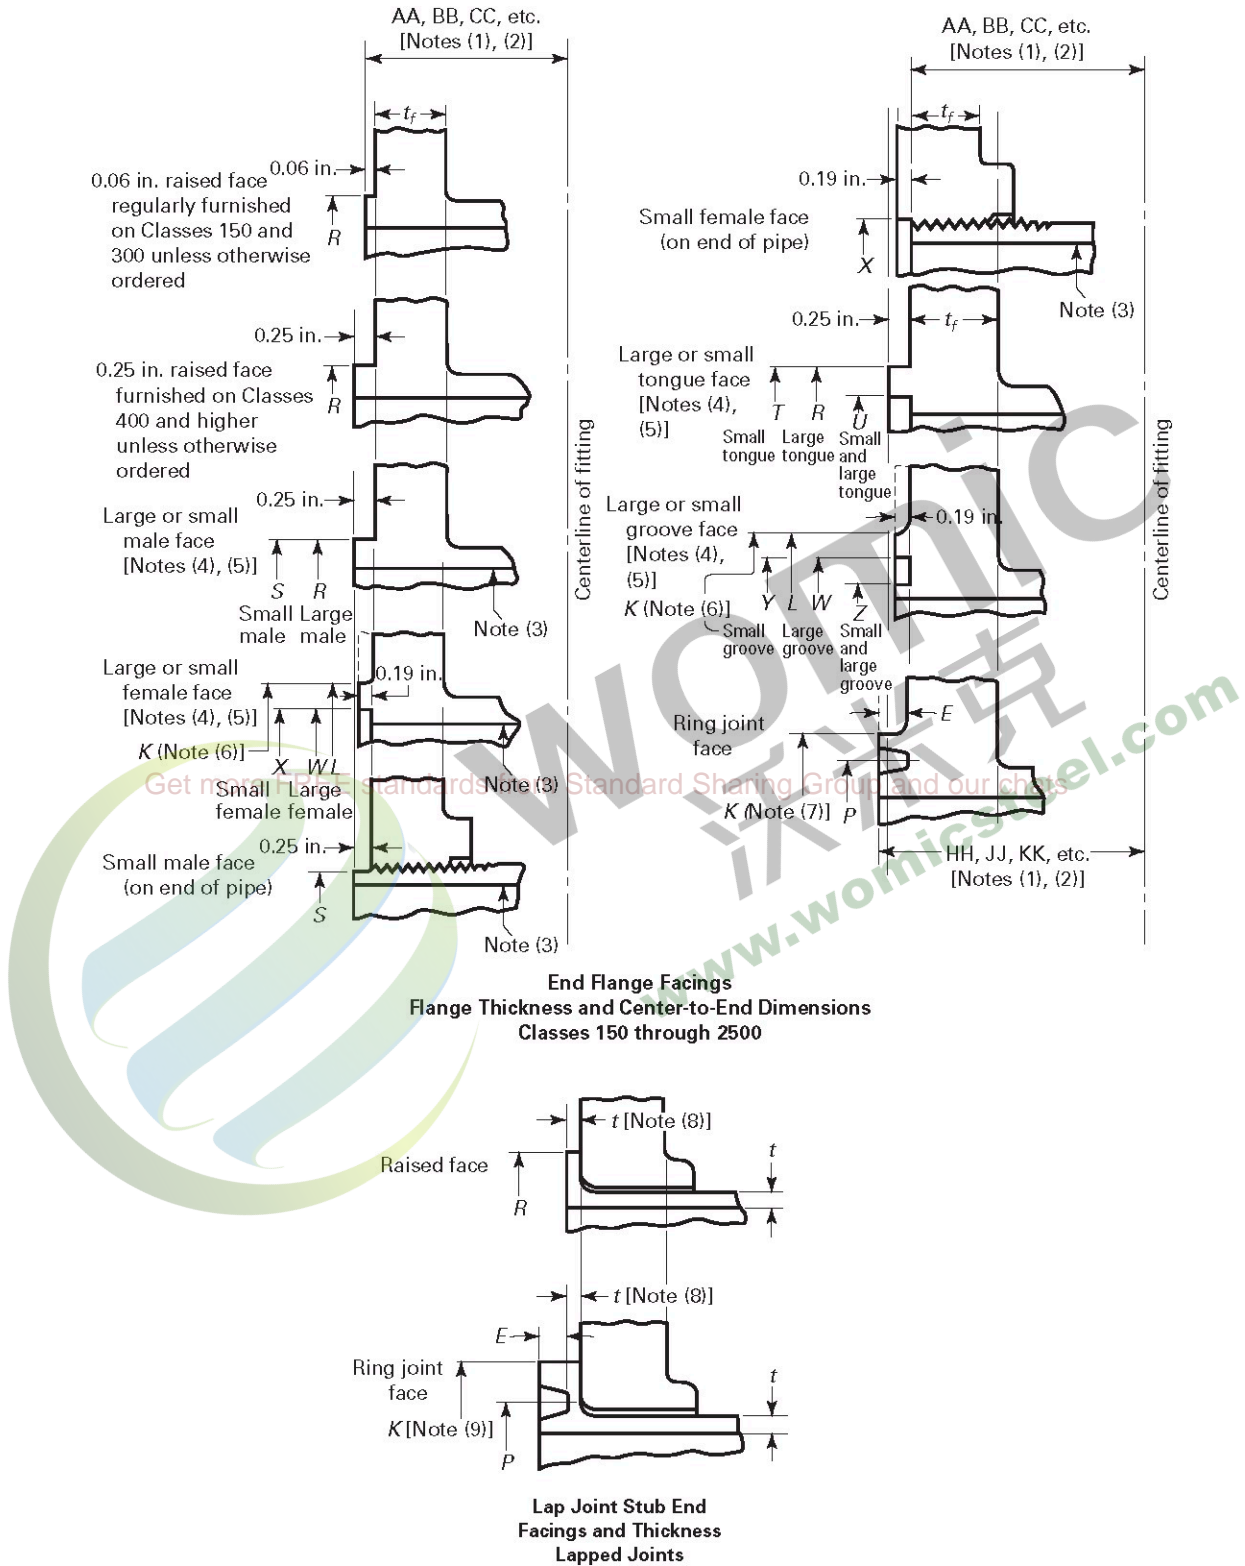 AA, BB, CC, etc.
[Notes (1), (2)]
t_f
0.06 in.
0.06 in. raised face
regularly furnished
on Classes 150 and
300 unless otherwise
ordered
R
0.25 in.
0.25 in. raised face
furnished on Classes
400 and higher
unless otherwise
ordered
R
0.25 in.
Large or small
male face
[Notes (4), (5)]
S R
Small Large
male male
Note (3)
Large or small
female face
[Notes (4), (5)]
0.19 in.
K (Note (6)]
X W L
Small Large
female female
Note (3)
0.25 in.
Small male face
(on end of pipe)
S
Note (3)
Centerline of fitting
AA, BB, CC, etc.
[Notes (1), (2)]
t_f
0.19 in.
Small female face
(on end of pipe)
X
Note (3)
0.25 in.
t_f
Large or small
tongue face
[Notes (4),
(5)]
T R U
Small
tongue
Large
tongue
Small
and
large
tongue
Large or small
groove face
[Notes (4),
(5)]
0.19 in.
K (Note (6)]
Y L W Z
Small
groove
Large
groove
Small
and
large
groove
Ring joint
face
E
K (Note (7)]
P
HH, JJ, KK, etc.
[Notes (1), (2)]
Centerline of fitting
womic
沃米克
www.womicsteel.com
Get more FREE standards from Standard Sharing Group and our chats
End Flange Facings
Flange Thickness and Center-to-End Dimensions
Classes 150 through 2500
t [Note (8)]
Raised face
R
t
t [Note (8)]
E
Ring joint
face
K [Note (9)]
P
t
Lap Joint Stub End
Facings and Thickness
Lapped Joints